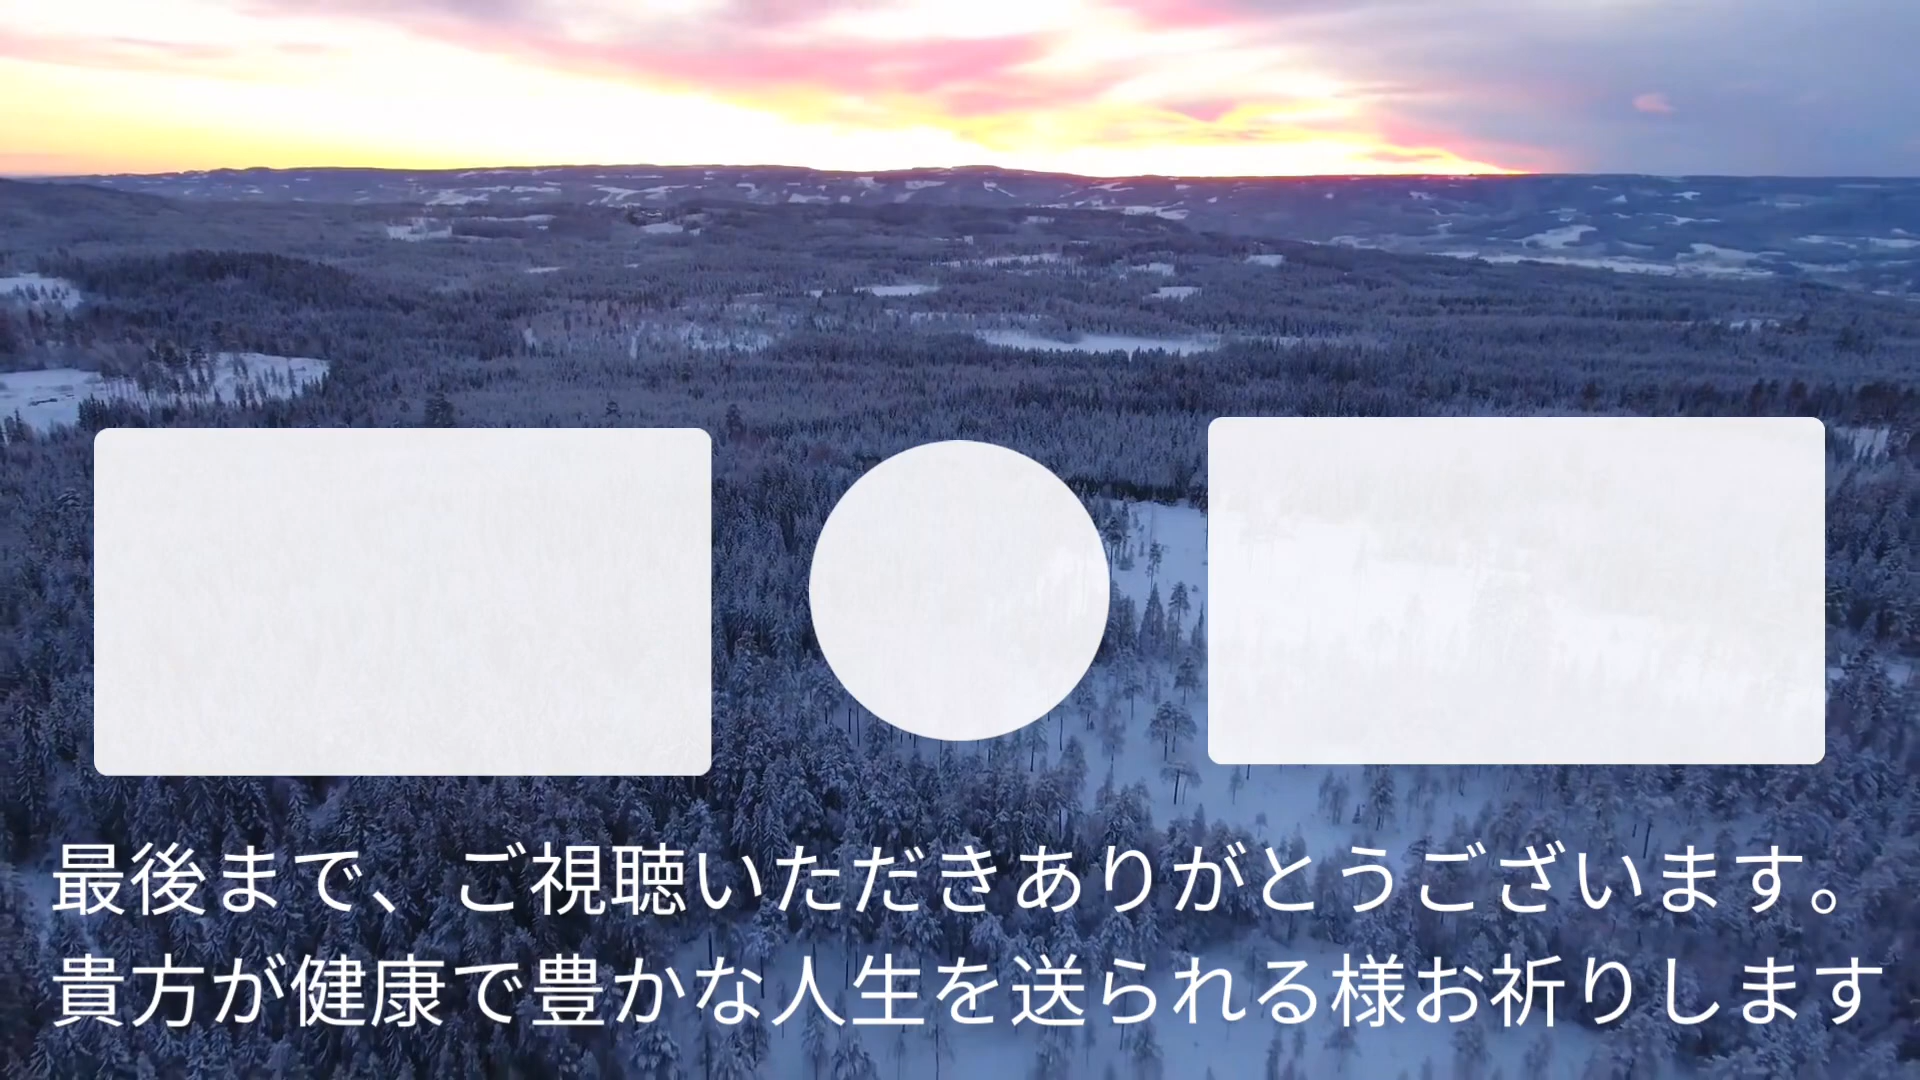 最後まで、ご視聴いただきありがとうございます。
貴方が健康で豊かな人生を送られる様お祈りします